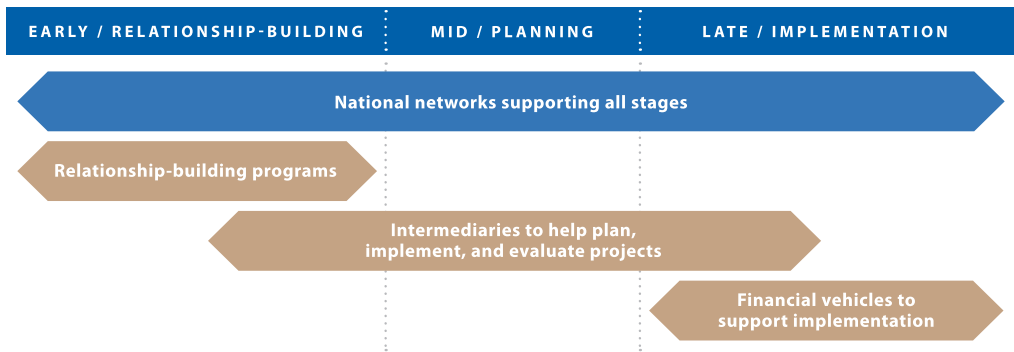 EARLY / RELATIONSHIP-BUILDING
MID / PLANNING
LATE / IMPLEMENTATION
National networks supporting all stages
Relationship-building programs
Intermediaries to help plan,
implement, and evaluate projects
Financial vehicles to
support implementation